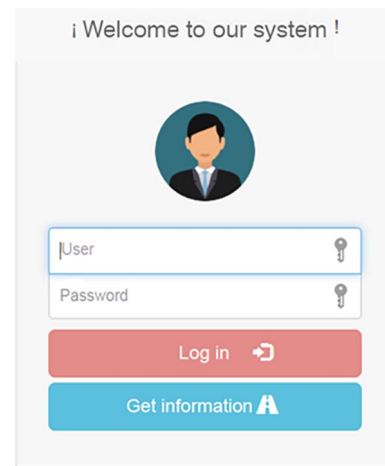 ¡ Welcome to our system !
User
Password
Log in
Get information